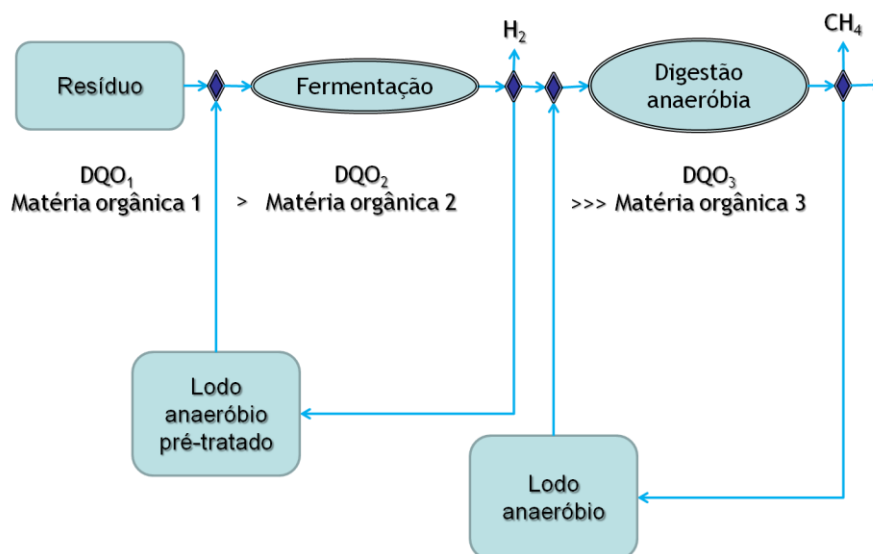 H₂
CH₄
Resíduo
Fermentação
Digestão
anaeróbia
DQO₁
Matéria orgânica 1
>
DQO₂
Matéria orgânica 2
>>>
DQO₃
Matéria orgânica 3
Lodo
anaeróbio
pré-tratado
Lodo
anaeróbio